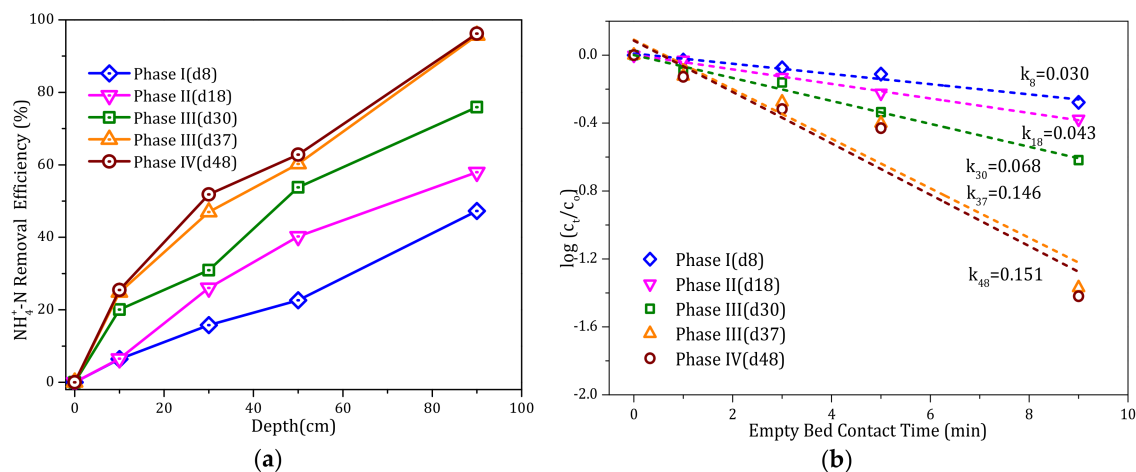 100
80
60
40
20
0
NH₄⁺-N Removal Efficiency (%)
Phase I(d8)
Phase II(d18)
Phase III(d30)
Phase III(d37)
Phase IV(d48)
0 20 40 60 80 100
Depth(cm)
(a)
0.0
-0.4
-0.8
-1.2
-1.6
-2.0
log (cₜ/cₒ)
k₈=0.030
k₁₈=0.043
k₃₀=0.068
k₃₇=0.146
k₄₈=0.151
Phase I(d8)
Phase II(d18)
Phase III(d30)
Phase III(d37)
Phase IV(d48)
0 2 4 6 8 10
Empty Bed Contact Time (min)
(b)